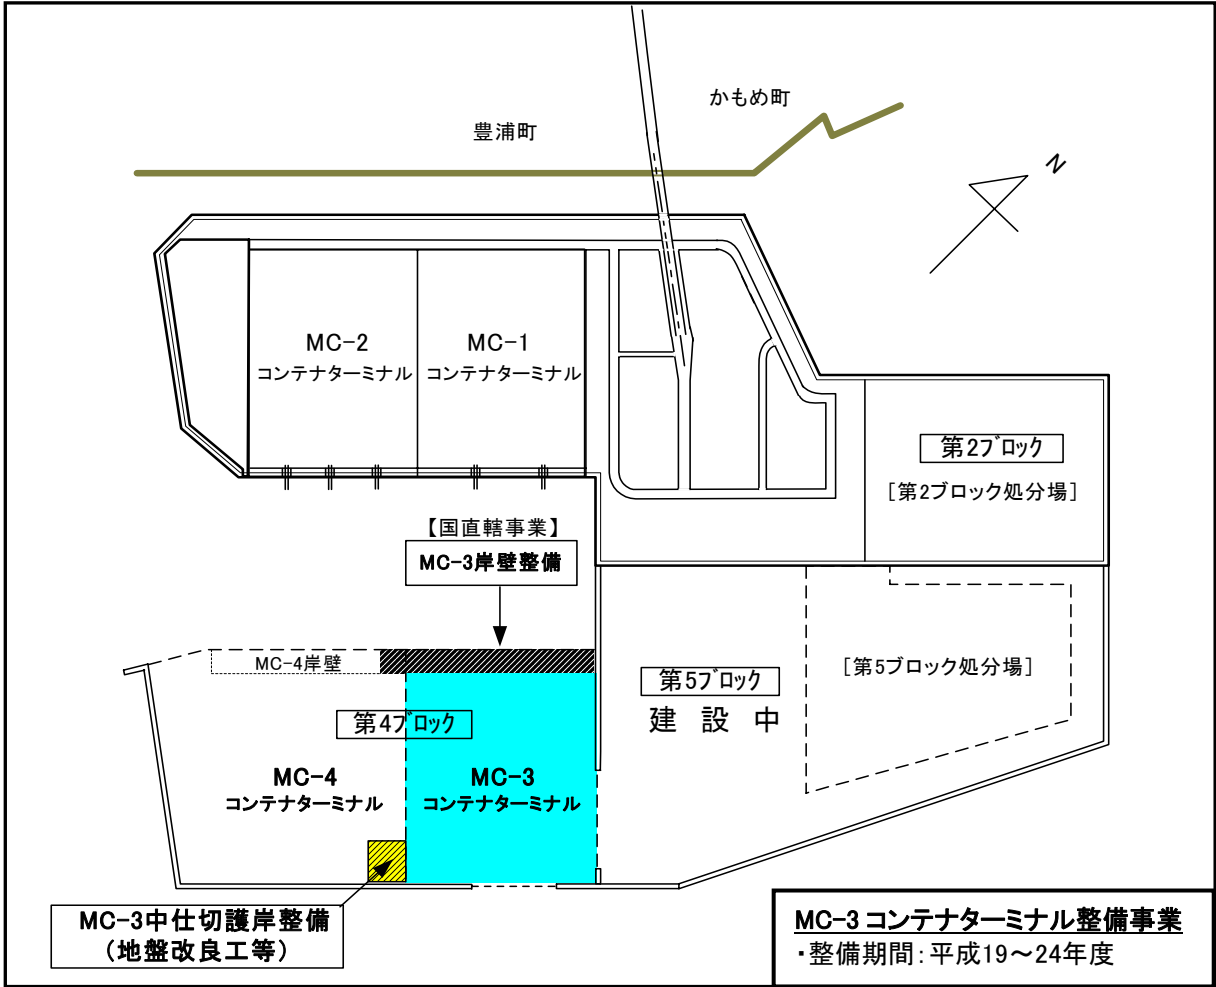 かもめ町
豊浦町
N
MC-2
コンテナターミナル
MC-1
コンテナターミナル
第2ブロック
[第2ブロック処分場]
【国直轄事業】
MC-3岸壁整備
MC-4岸壁
第5ブロック
建設中
[第5ブロック処分場]
第4ブロック
MC-4
コンテナターミナル
MC-3
コンテナターミナル
MC-3中仕切護岸整備
(地盤改良工等)
MC-3 コンテナターミナル整備事業
・整備期間:平成19～24年度